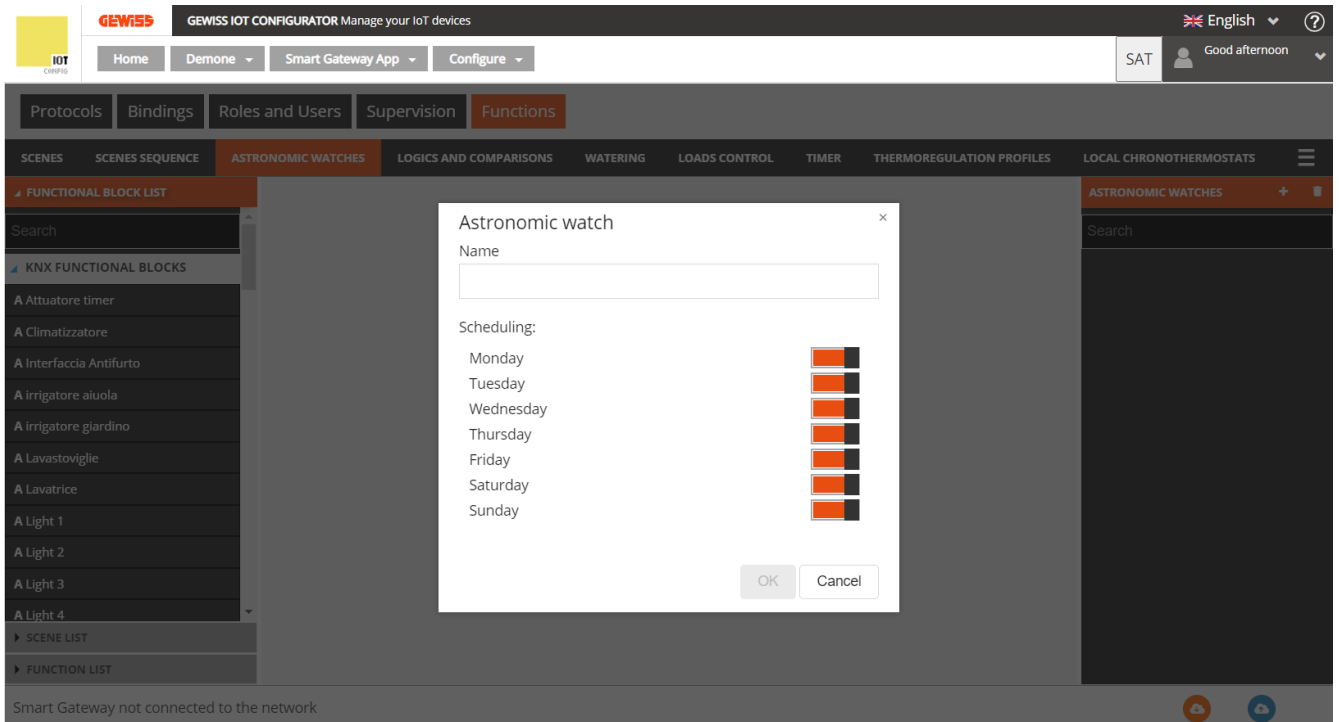 GEWISS
GEWISS IOT CONFIGURATOR Manage your IoT devices
English
?
IOT
CONFIG
Home
Demone
Smart Gateway App
Configure
SAT
Good afternoon
Protocols
Bindings
Roles and Users
Supervision
Functions
SCENES
SCENES SEQUENCE
ASTRONOMIC WATCHES
LOGICS AND COMPARISONS
WATERING
LOADS CONTROL
TIMER
THERMOREGULATION PROFILES
LOCAL CHRONOTHERMOSTATS
FUNCTIONAL BLOCK LIST
Search
KNX FUNCTIONAL BLOCKS
A Attuatore timer
A Climatizzatore
A Interfaccia Antifurto
A irrigatore aiuola
A irrigatore giardino
A Lavastoviglie
A Lavatrice
A Light 1
A Light 2
A Light 3
A Light 4
SCENE LIST
FUNCTION LIST
Astronomic watch
×
Name
Scheduling:
Monday
Tuesday
Wednesday
Thursday
Friday
Saturday
Sunday
OK
Cancel
ASTRONOMIC WATCHES
+
Search
Smart Gateway not connected to the network